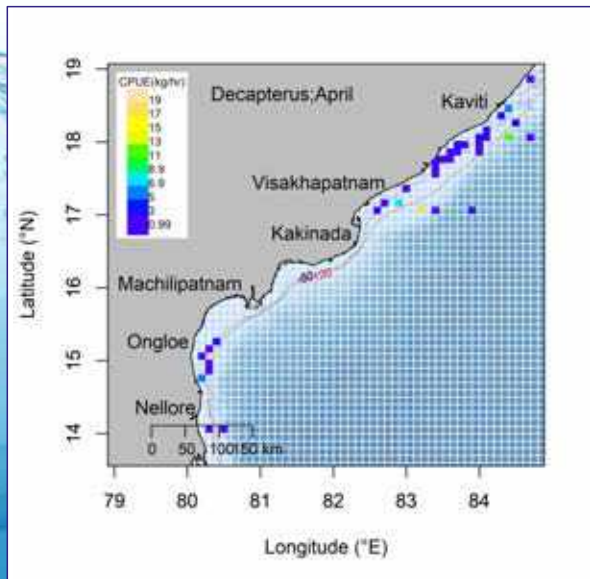 CPUE(kg/hr)
19
17
15
13
11
8.9
6.9
5
3
0.99
Decapterus;April
Kaviti
Visakhapatnam
Kakinada
Machilipatnam
Ongloe
Nellore
0 50 100 150 km
-50 -100
Latitude (°N)
19
18
17
16
15
14
79 80 81 82 83 84
Longitude (°E)